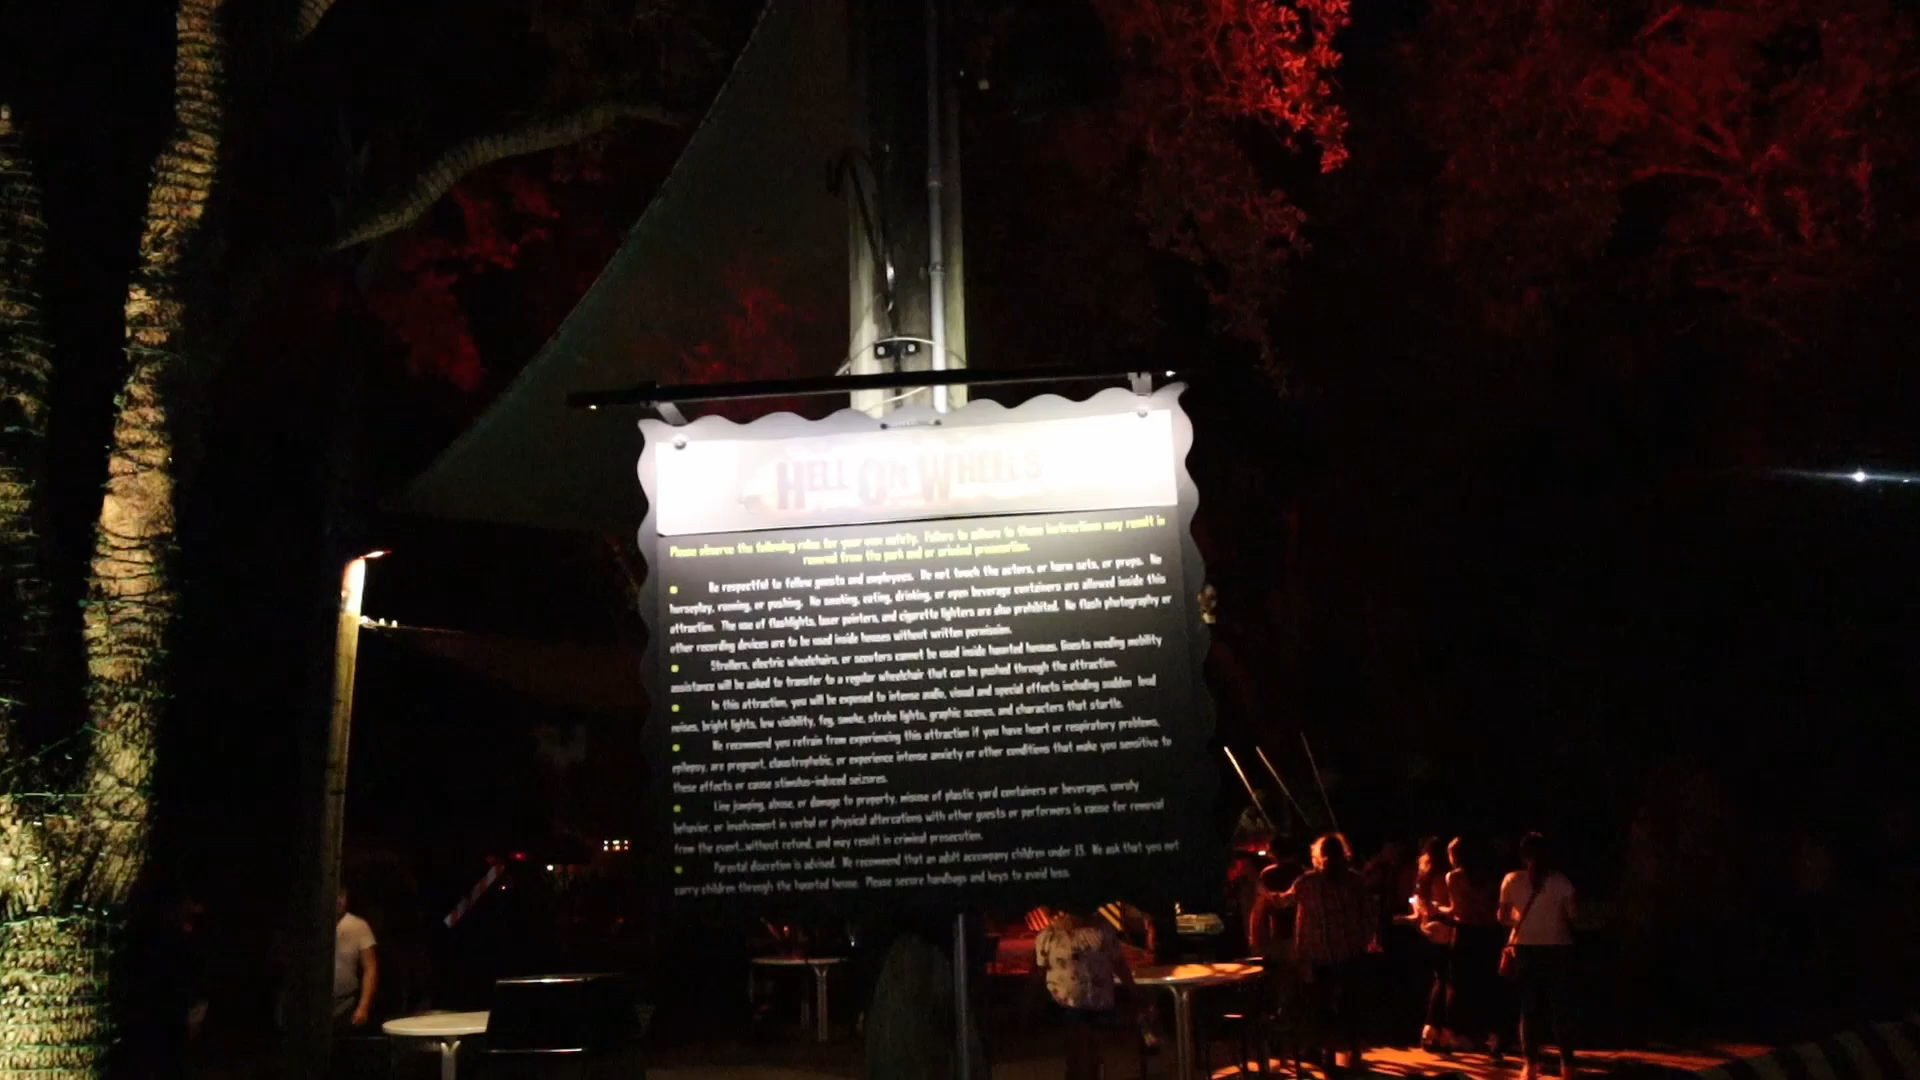 HELL ON WHEELS
Please observe the following rules for your own safety. Failure to adhere to these instructions may result in
removal from the park and or criminal prosecution.
Be respectful to fellow guests and employees. Do not touch the actors, or harm sets, or props. No
horseplay, running, or pushing. No smoking, eating, drinking, or open beverage containers are allowed inside this
attraction. The use of flashlights, laser pointers, and cigarette lighters are also prohibited. No flash photography or
other recording devices are to be used inside houses without written permission.
Strollers, electric wheelchairs, or scooters cannot be used inside haunted houses. Guests needing mobility
assistance will be asked to transfer to a regular wheelchair that can be pushed through the attraction.
In this attraction, you will be exposed to intense audio, visual and special effects including sudden loud
noises, bright lights, low visibility, fog, smoke, strobe lights, graphic scenes, and characters that startle.
We recommend you refrain from experiencing this attraction if you have heart or respiratory problems,
epilepsy, are pregnant, claustrophobic, or experience intense anxiety or other conditions that make you sensitive to
these effects or cause stimulus-induced seizures.
Line jumping, abuse, or damage to property, misuse of plastic yard containers or beverages, unruly
behavior, or involvement in verbal or physical altercations with other guests or performers is cause for removal
from the event...without refund, and may result in criminal prosecution.
Parental discretion is advised. We recommend that an adult accompany children under 13. We ask that you not
carry children through the haunted house. Please secure handbags and keys to avoid loss.